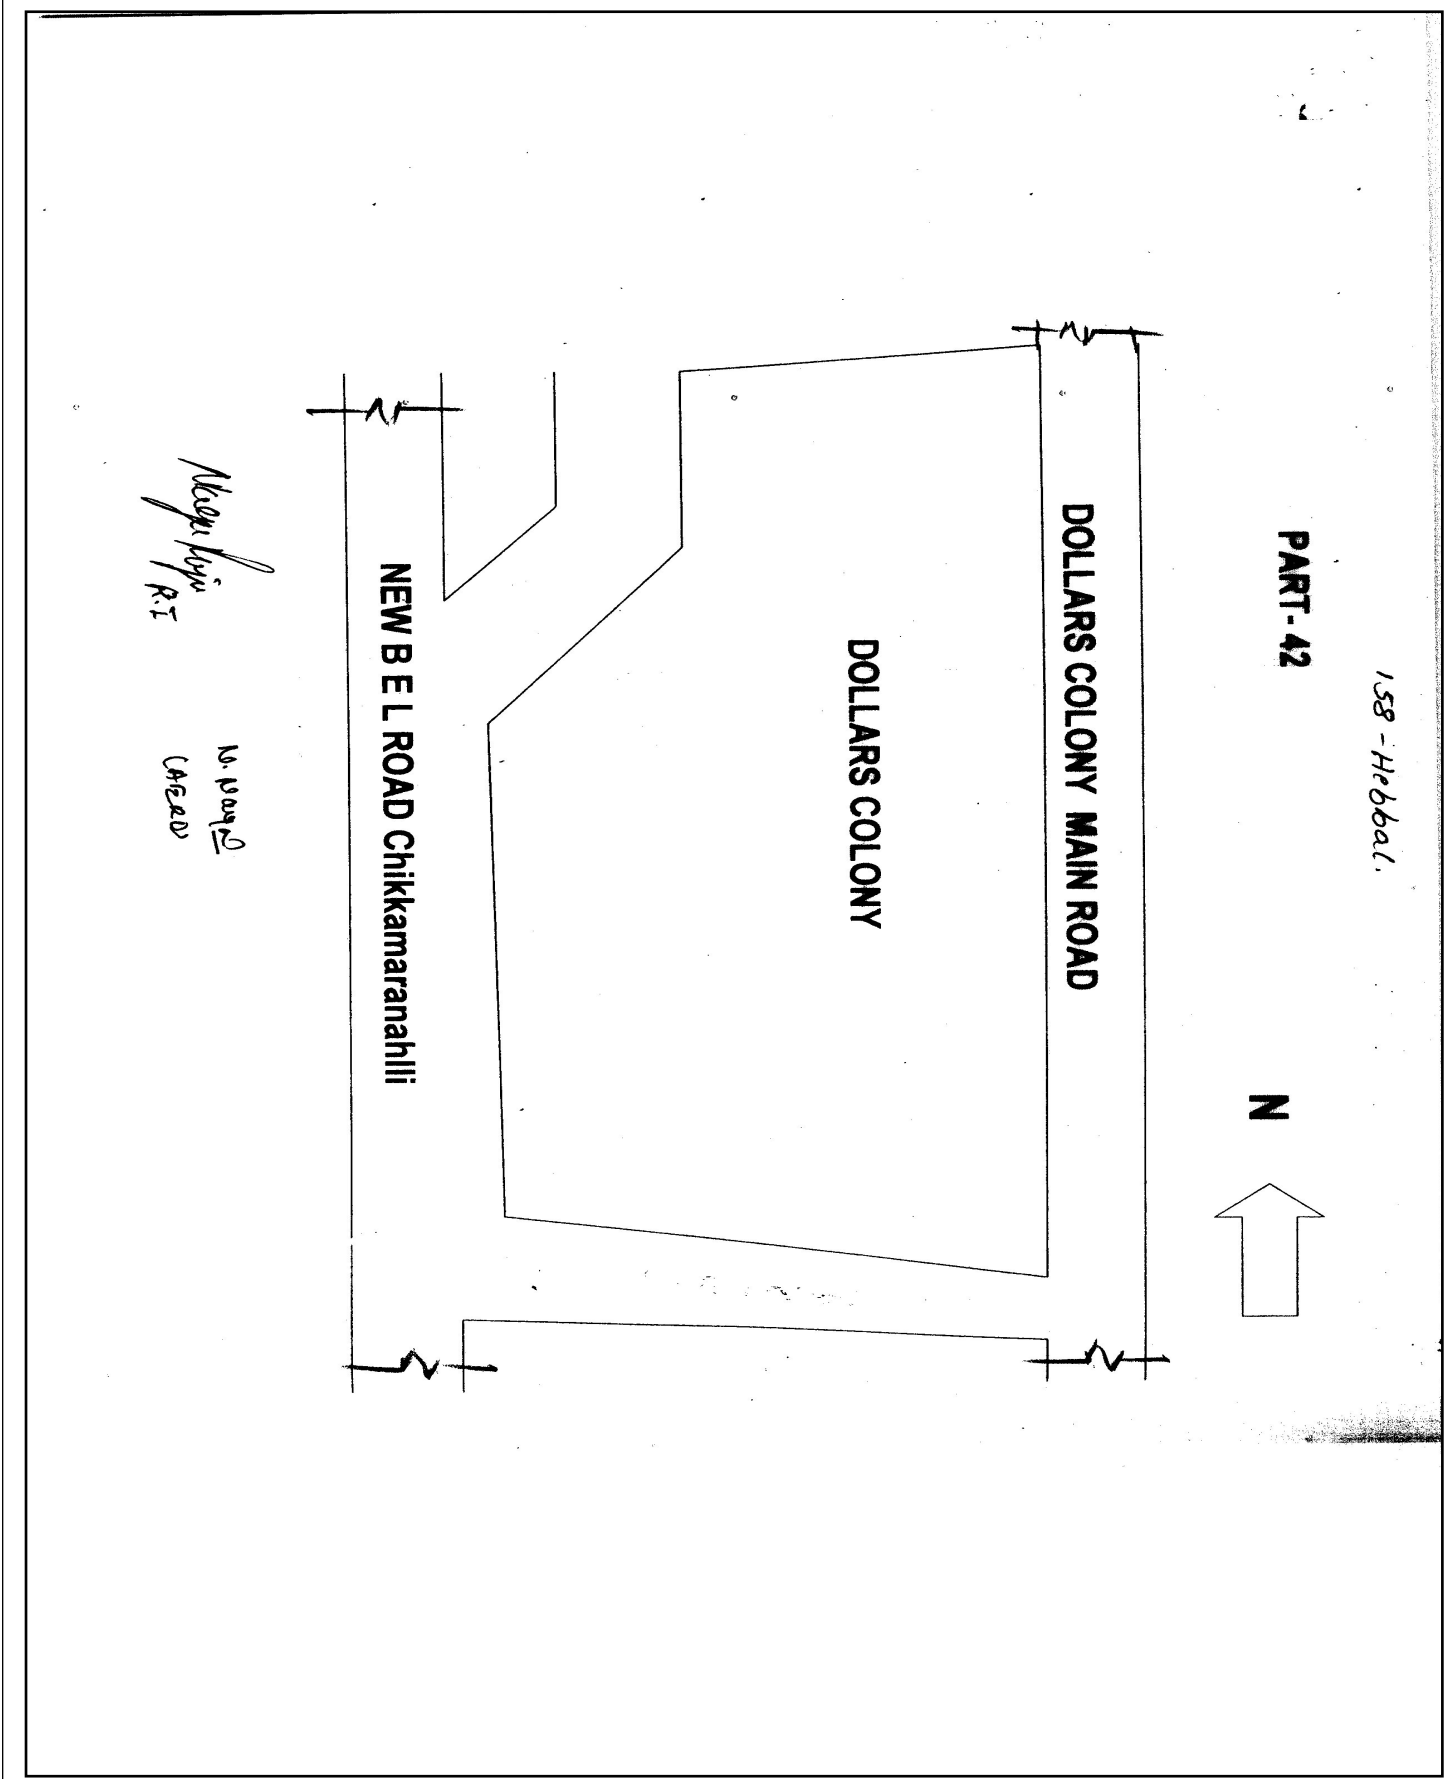 158 - Hebbal.
PART- 42
N
DOLLARS COLONY MAIN ROAD
DOLLARS COLONY
NEW B E L ROAD Chikkamaranahlli
R.I